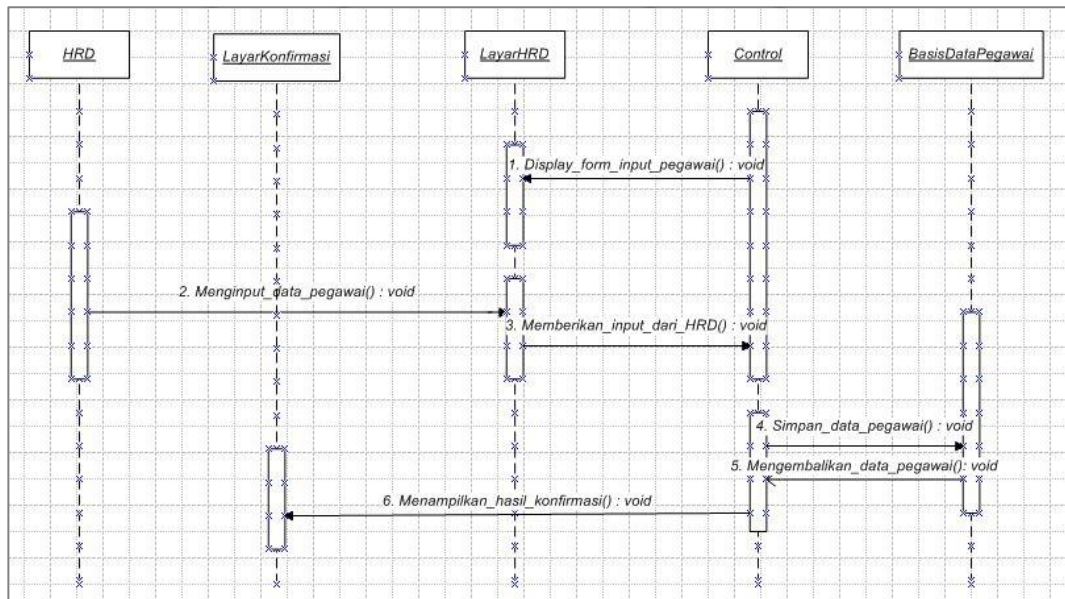 HRD
LayarKonfirmasi
LayarHRD
Control
BasisDataPegawai
1. Display_form_input_pegawai() : void
2. Menginput_data_pegawai() : void
3. Memberikan_input_dari_HRD() : void
4. Simpan_data_pegawai() : void
5. Mengembalikan_data_pegawai(): void
6. Menampilkan_hasil_konfirmasi() : void